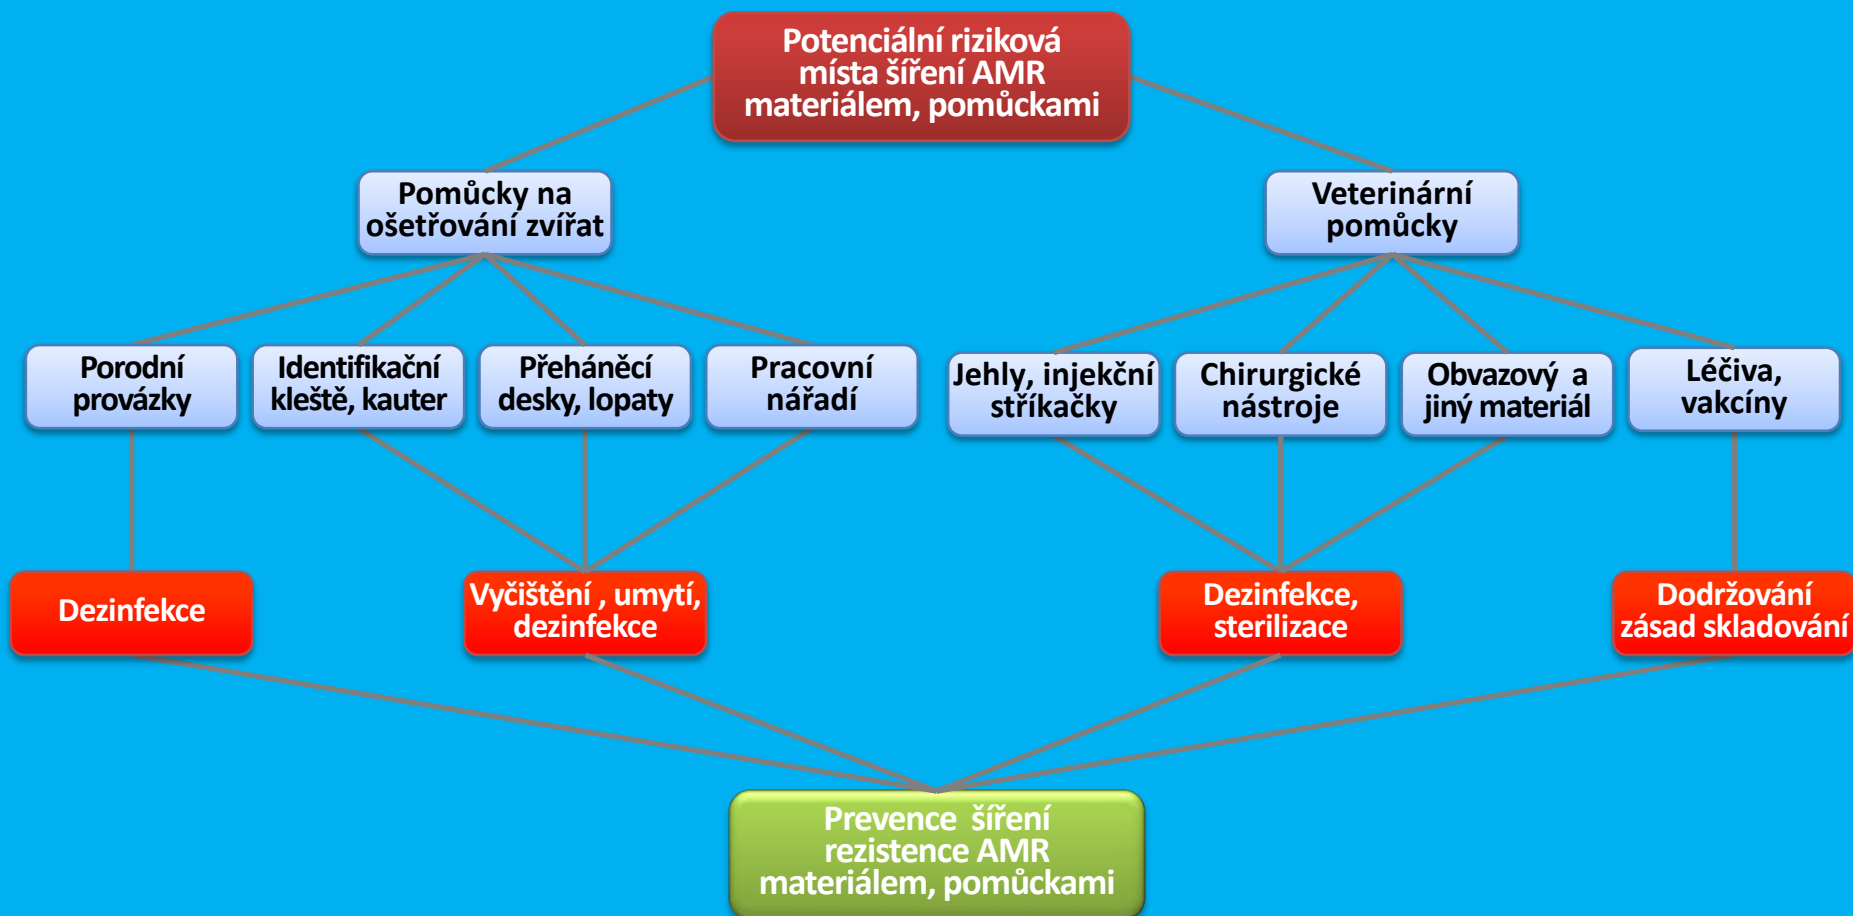 Potenciální riziková
místa šíření AMR
materiálem, pomůckami
Pomůcky na
ošetřování zvířat
Veterinární
pomůcky
Porodní
provázky
Identifikační
kleště, kauter
Přeháněcí
desky, lopaty
Pracovní
nářadí
Jehly, injekční
stříkačky
Chirurgické
nástroje
Obvazový a
jiný materiál
Léčiva,
vakcíny
Dezinfekce
Vyčištění , umytí,
dezinfekce
Dezinfekce,
sterilizace
Dodržování
zásad skladování
Prevence šíření
rezistence AMR
materiálem, pomůckami